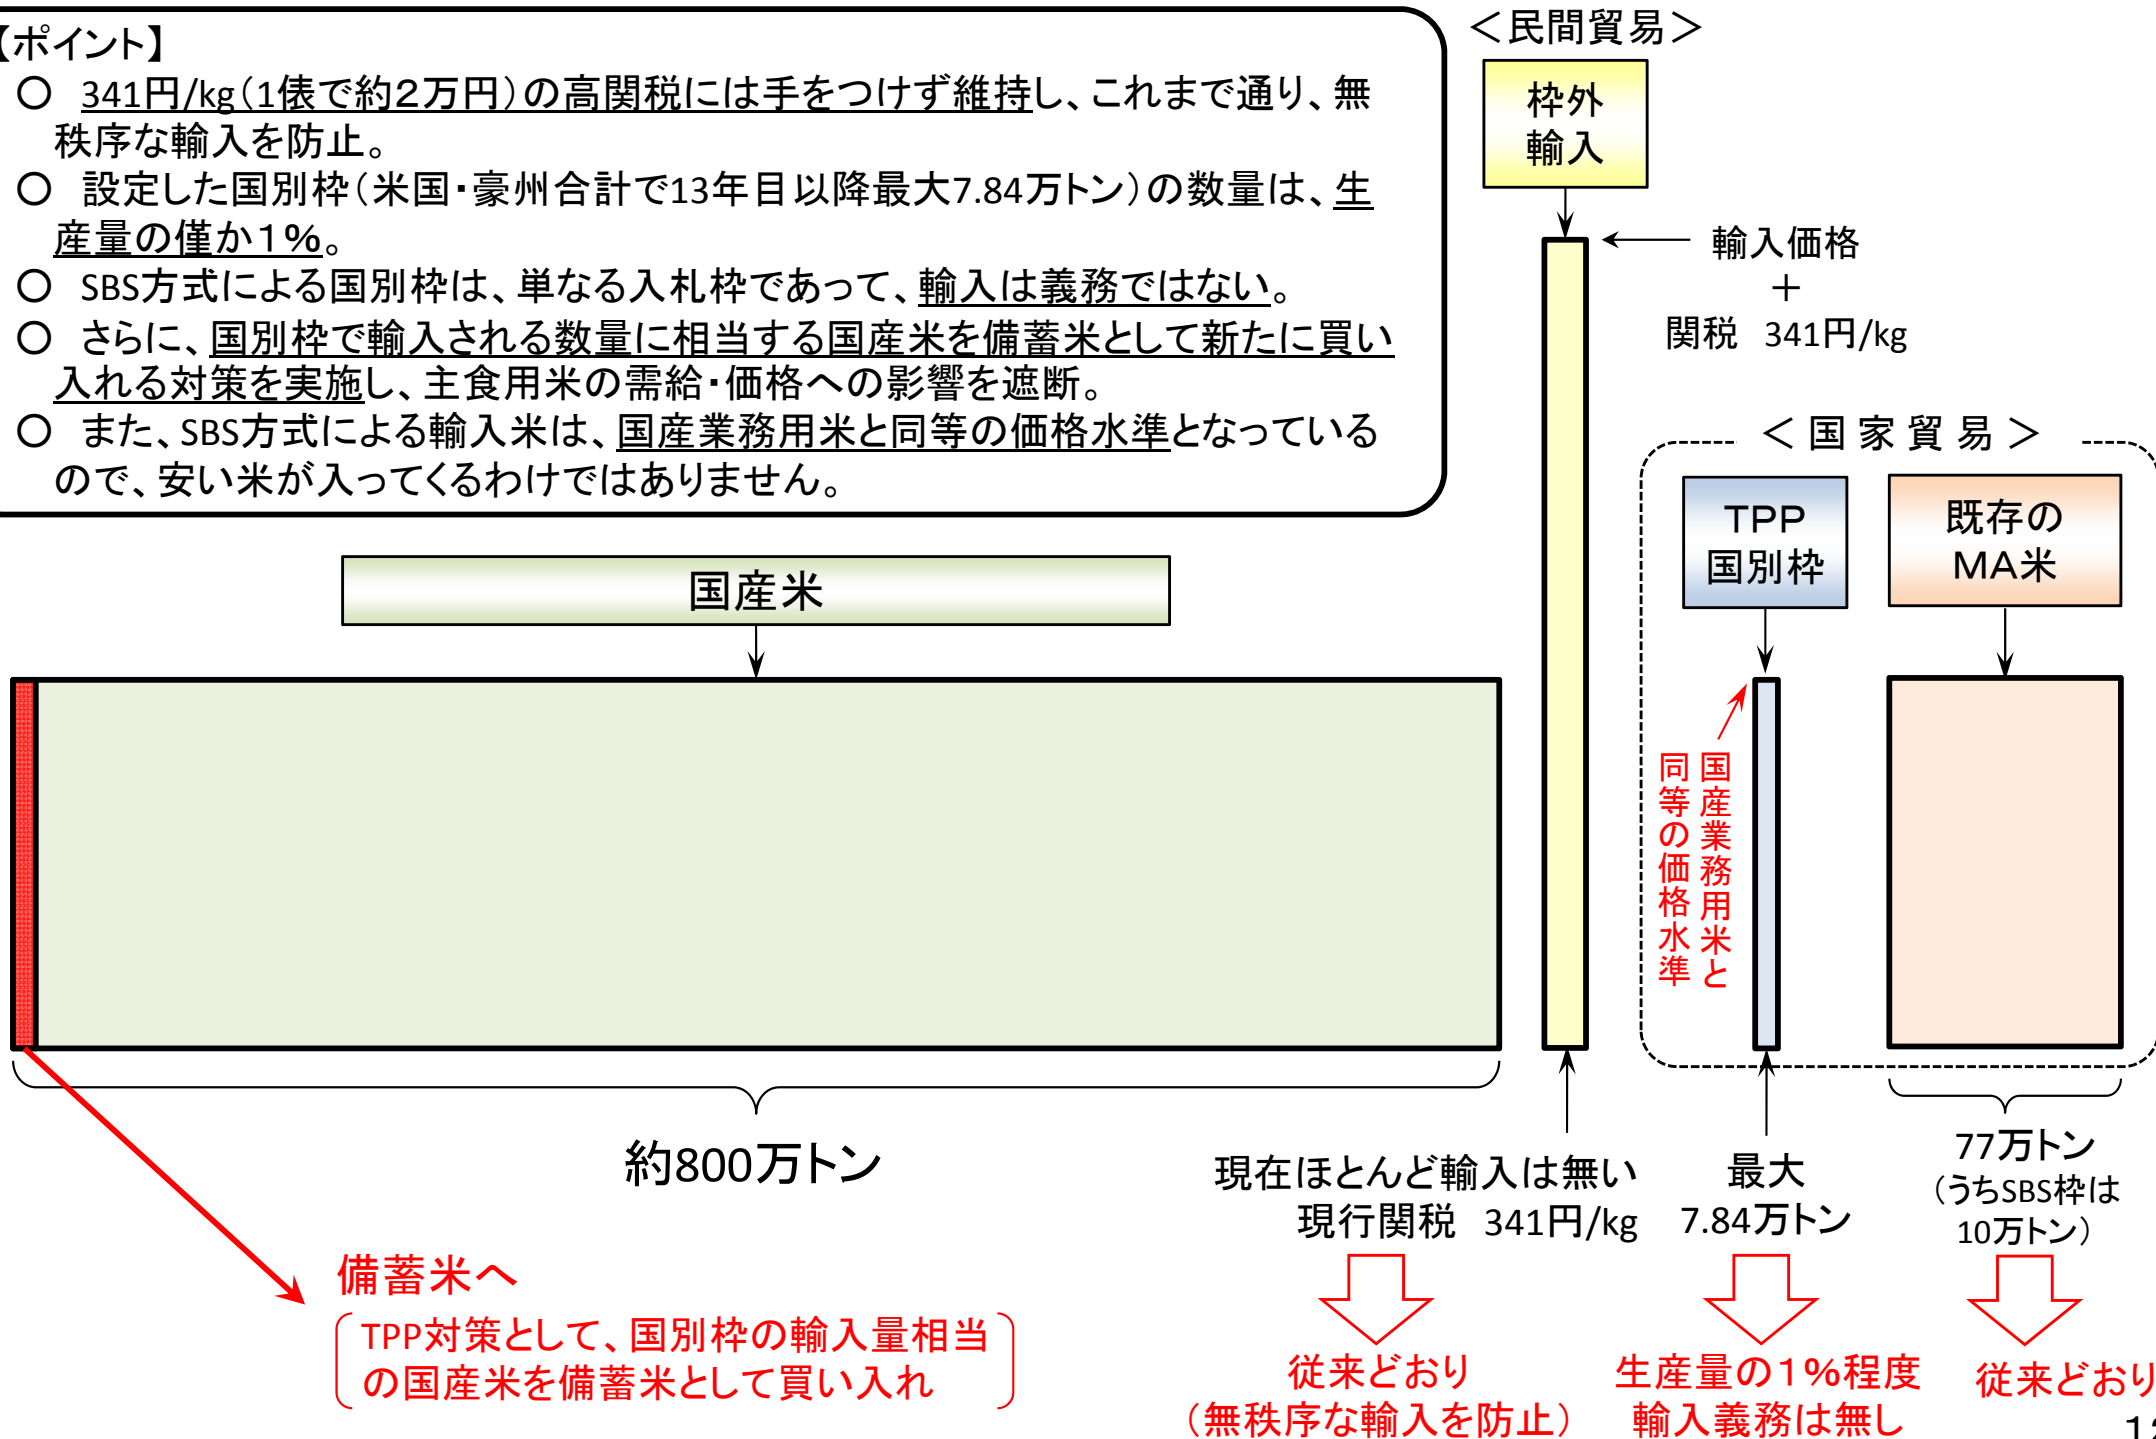 【ポイント】
○ 341円/kg（1俵で約２万円）の高関税には手をつけず維持し、これまで通り、無
秩序な輸入を防止。
○ 設定した国別枠（米国・豪州合計で13年目以降最大7.84万トン）の数量は、生
産量の僅か１％。
○ SBS方式による国別枠は、単なる入札枠であって、輸入は義務ではない。
○ さらに、国別枠で輸入される数量に相当する国産米を備蓄米として新たに買い
入れる対策を実施し、主食用米の需給・価格への影響を遮断。
○ また、SBS方式による輸入米は、国産業務用米と同等の価格水準となっている
ので、安い米が入ってくるわけではありません。
＜民間貿易＞
枠外
輸入
輸入価格
＋
関税 341円/kg
＜国家貿易＞
ＴＰＰ
国別枠
既存の
ＭＡ米
国産米
国産業務用米と
同等の価格水準
約800万トン
現在ほとんど輸入は無い
現行関税 341円/kg
最大
7.84万トン
77万トン
（うちSBS枠は
10万トン）
備蓄米へ
TPP対策として、国別枠の輸入量相当
の国産米を備蓄米として買い入れ
従来どおり
（無秩序な輸入を防止）
生産量の１％程度
輸入義務は無し
従来どおり